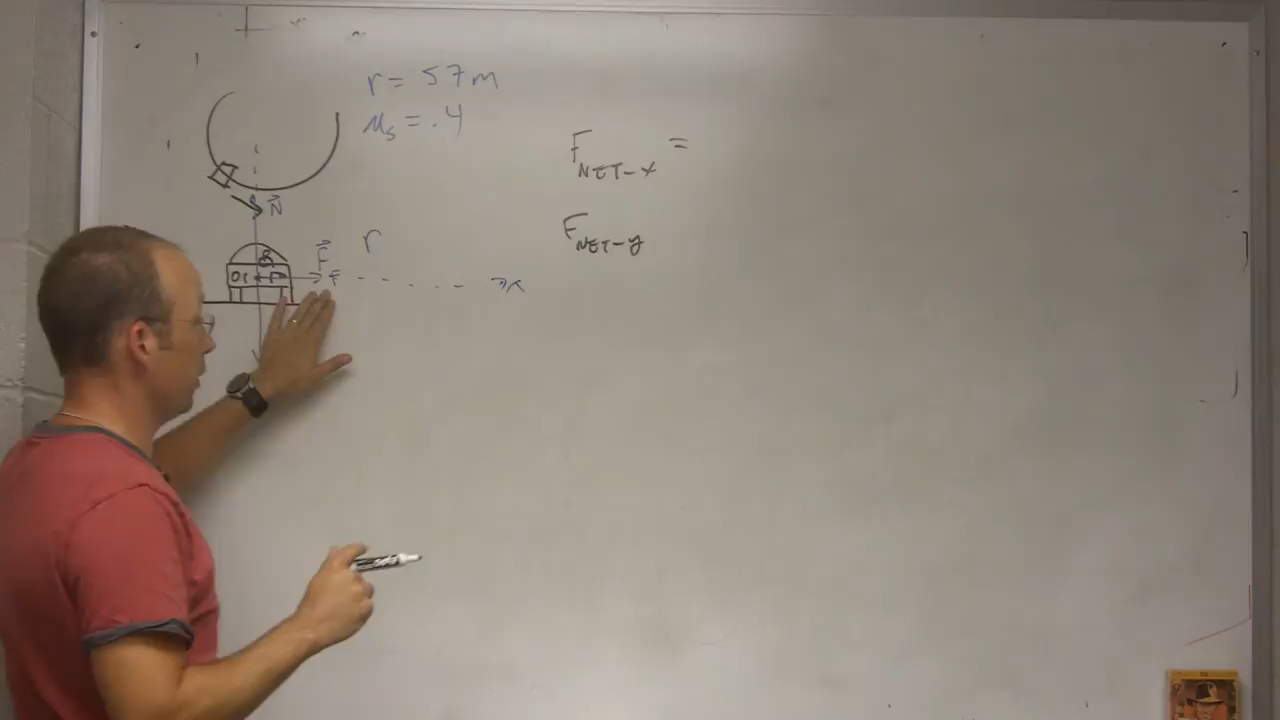 r = 57m
μs = .4
N
r
F
f
x
F NET-x =
F NET-y